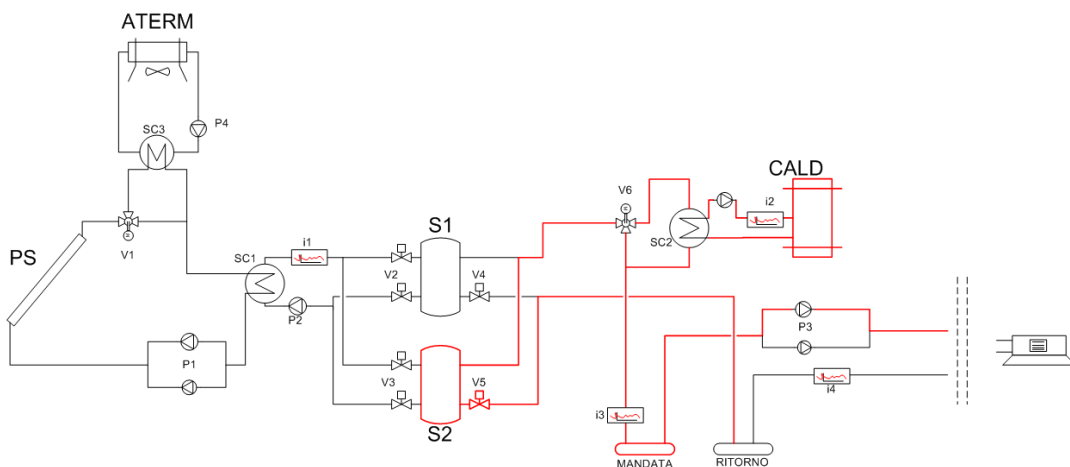 ATERM
P4
SC3
V6
CALD
i2
PS
V1
SC1
i1
S1
SC2
V2
V4
P2
P3
P1
V3
V5
i4
i3
S2
MANDATA
RITORNO